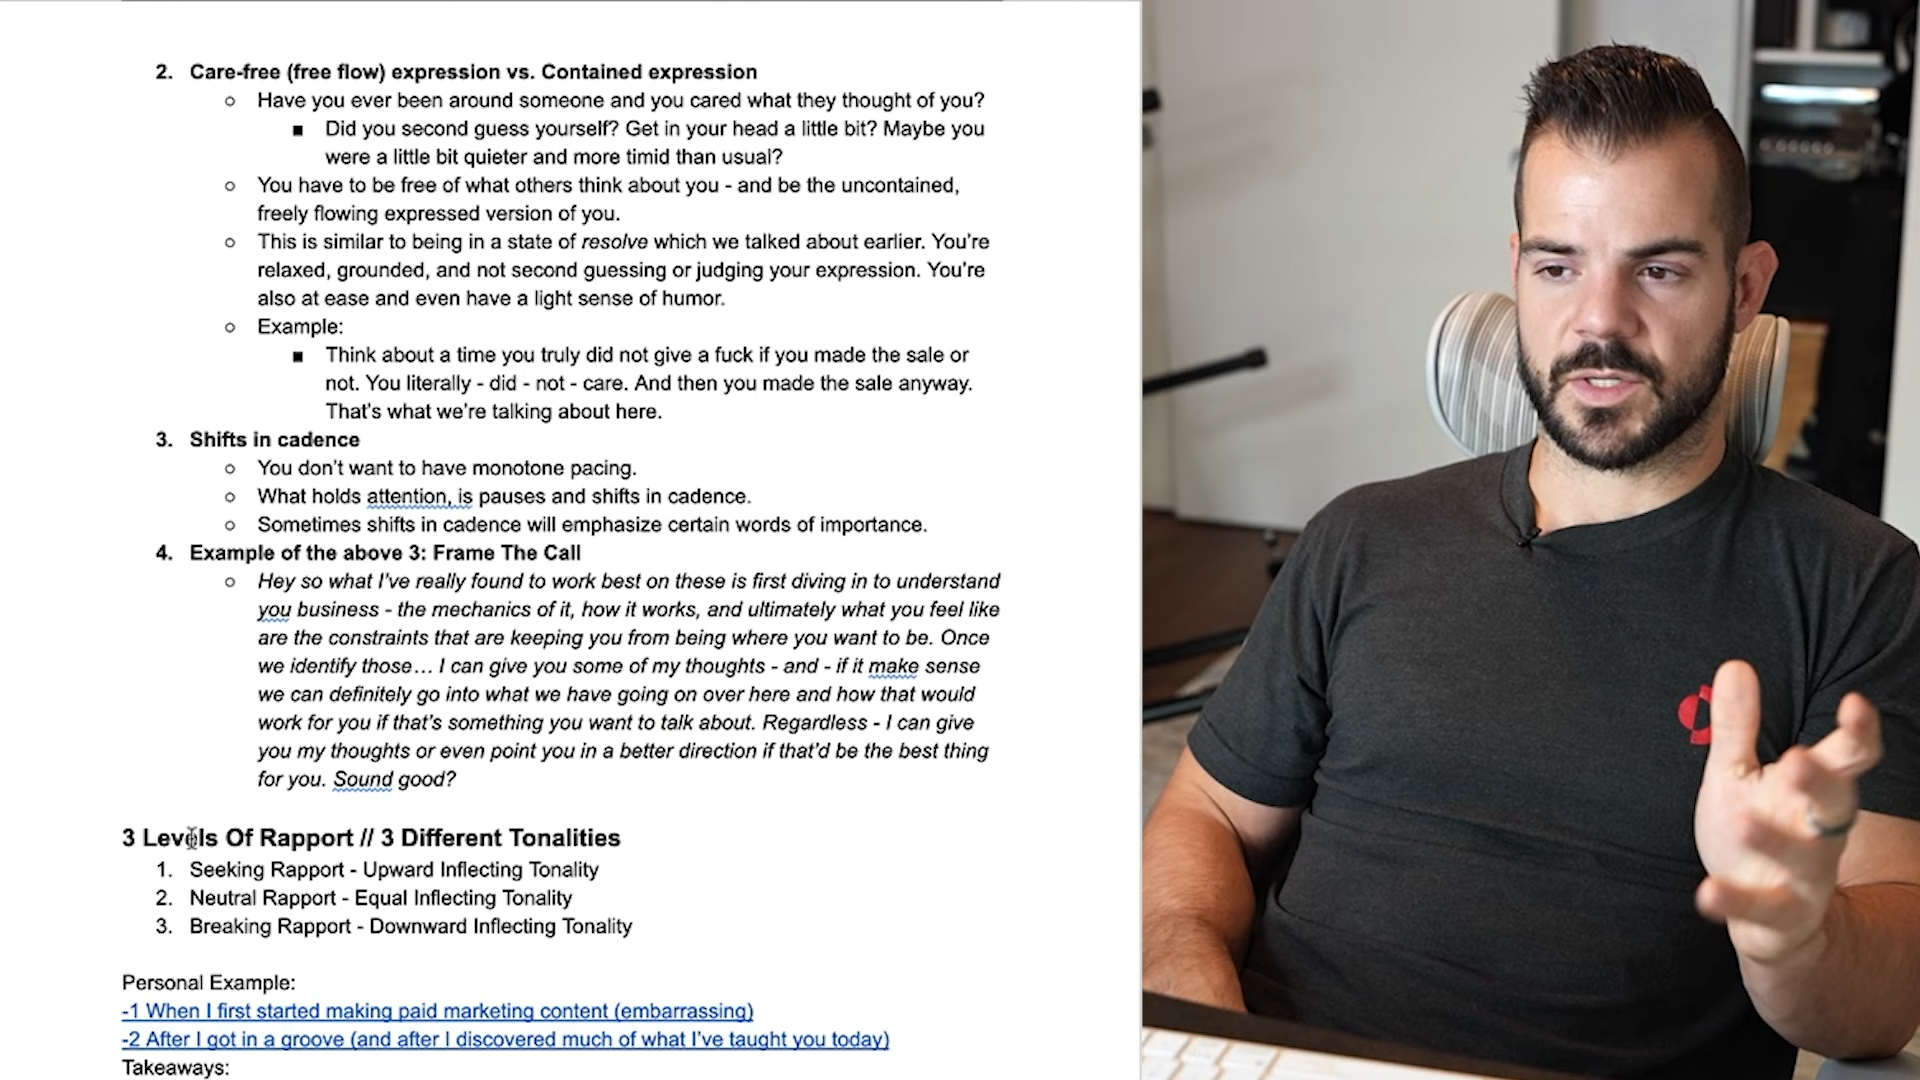 2. Care-free (free flow) expression vs. Contained expression
○ Have you ever been around someone and you cared what they thought of you?
■ Did you second guess yourself? Get in your head a little bit? Maybe you
were a little bit quieter and more timid than usual?
○ You have to be free of what others think about you - and be the uncontained,
freely flowing expressed version of you.
○ This is similar to being in a state of resolve which we talked about earlier. You're
relaxed, grounded, and not second guessing or judging your expression. You're
also at ease and even have a light sense of humor.
○ Example:
■ Think about a time you truly did not give a fuck if you made the sale or
not. You literally - did - not - care. And then you made the sale anyway.
That's what we're talking about here.
3. Shifts in cadence
○ You don't want to have monotone pacing.
○ What holds attention, is pauses and shifts in cadence.
○ Sometimes shifts in cadence will emphasize certain words of importance.
4. Example of the above 3: Frame The Call
○ Hey so what I've really found to work best on these is first diving in to understand
you business - the mechanics of it, how it works, and ultimately what you feel like
are the constraints that are keeping you from being where you want to be. Once
we identify those… I can give you some of my thoughts - and - if it make sense
we can definitely go into what we have going on over here and how that would
work for you if that's something you want to talk about. Regardless - I can give
you my thoughts or even point you in a better direction if that'd be the best thing
for you. Sound good?
3 Levels Of Rapport // 3 Different Tonalities
1. Seeking Rapport - Upward Inflecting Tonality
2. Neutral Rapport - Equal Inflecting Tonality
3. Breaking Rapport - Downward Inflecting Tonality
Personal Example:
-1 When I first started making paid marketing content (embarrassing)
-2 After I got in a groove (and after I discovered much of what I've taught you today)
Takeaways: